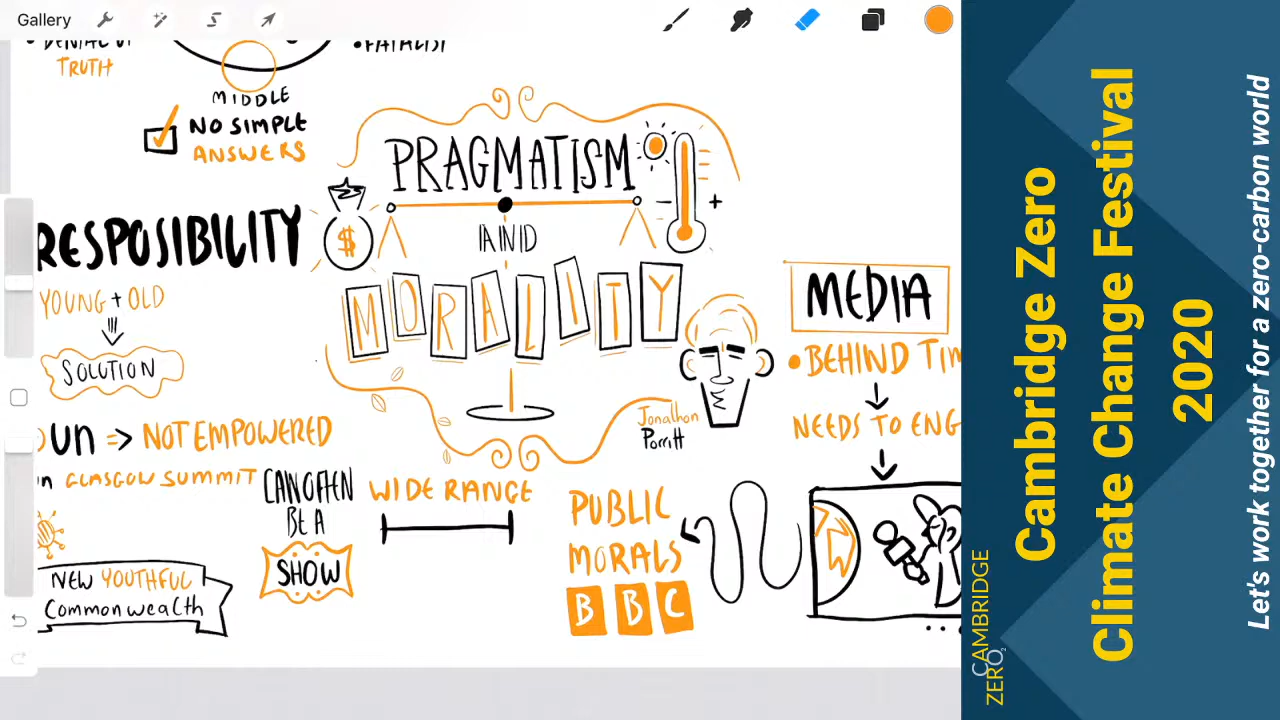 Gallery
TRUTH
• FATALIST
MIDDLE
NO SIMPLE
ANSWERS
PRAGMATISM
AND
MORALITY
$
- +
RESPOSIBILITY
YOUNG + OLD
SOLUTION
=> NOT EMPOWERED
GLASGOW SUMMIT
CAN OFTEN
BE A
SHOW
WIDE RANGE
NEW YOUTHFUL
Commonwealth
Jonathon
Porritt
MEDIA
• BEHIND TIM
NEEDS TO ENG
PUBLIC
MORALS
BBC
Cambridge Zero
Climate Change Festival
2020
Let's work together for a zero-carbon world
CAMBRIDGE
ZERO₂